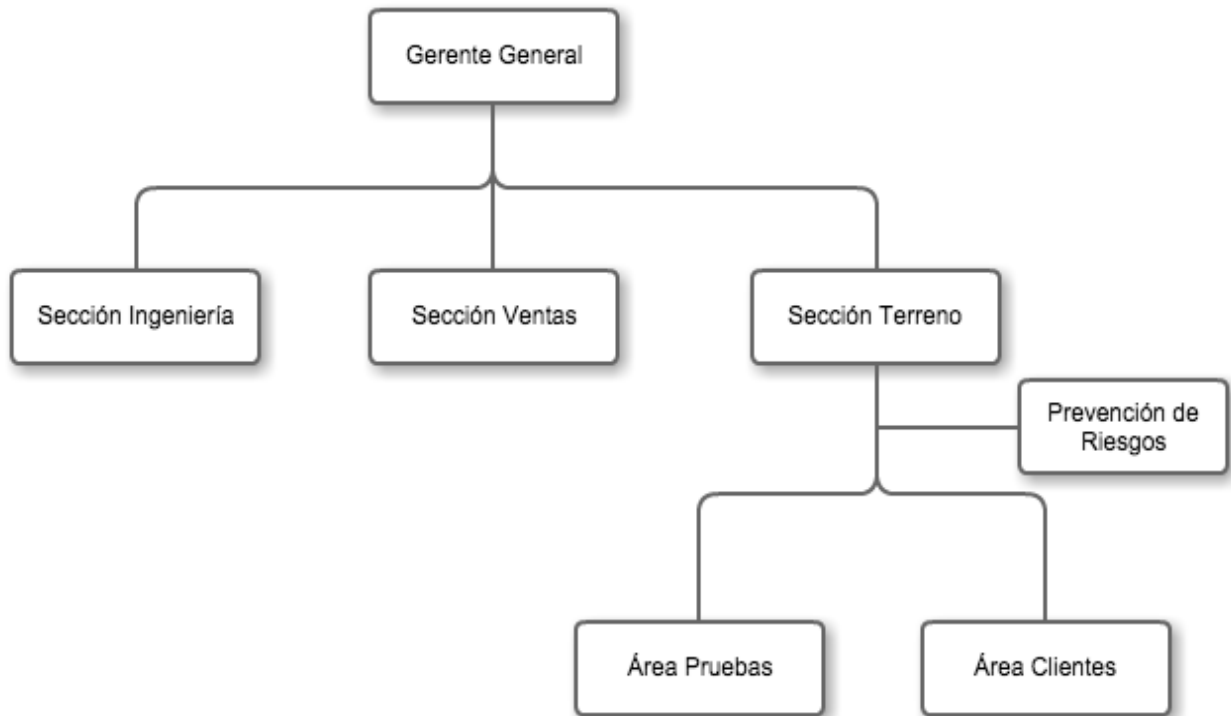 Gerente General
Sección Ingeniería
Sección Ventas
Sección Terreno
Prevención de
Riesgos
Área Pruebas
Área Clientes